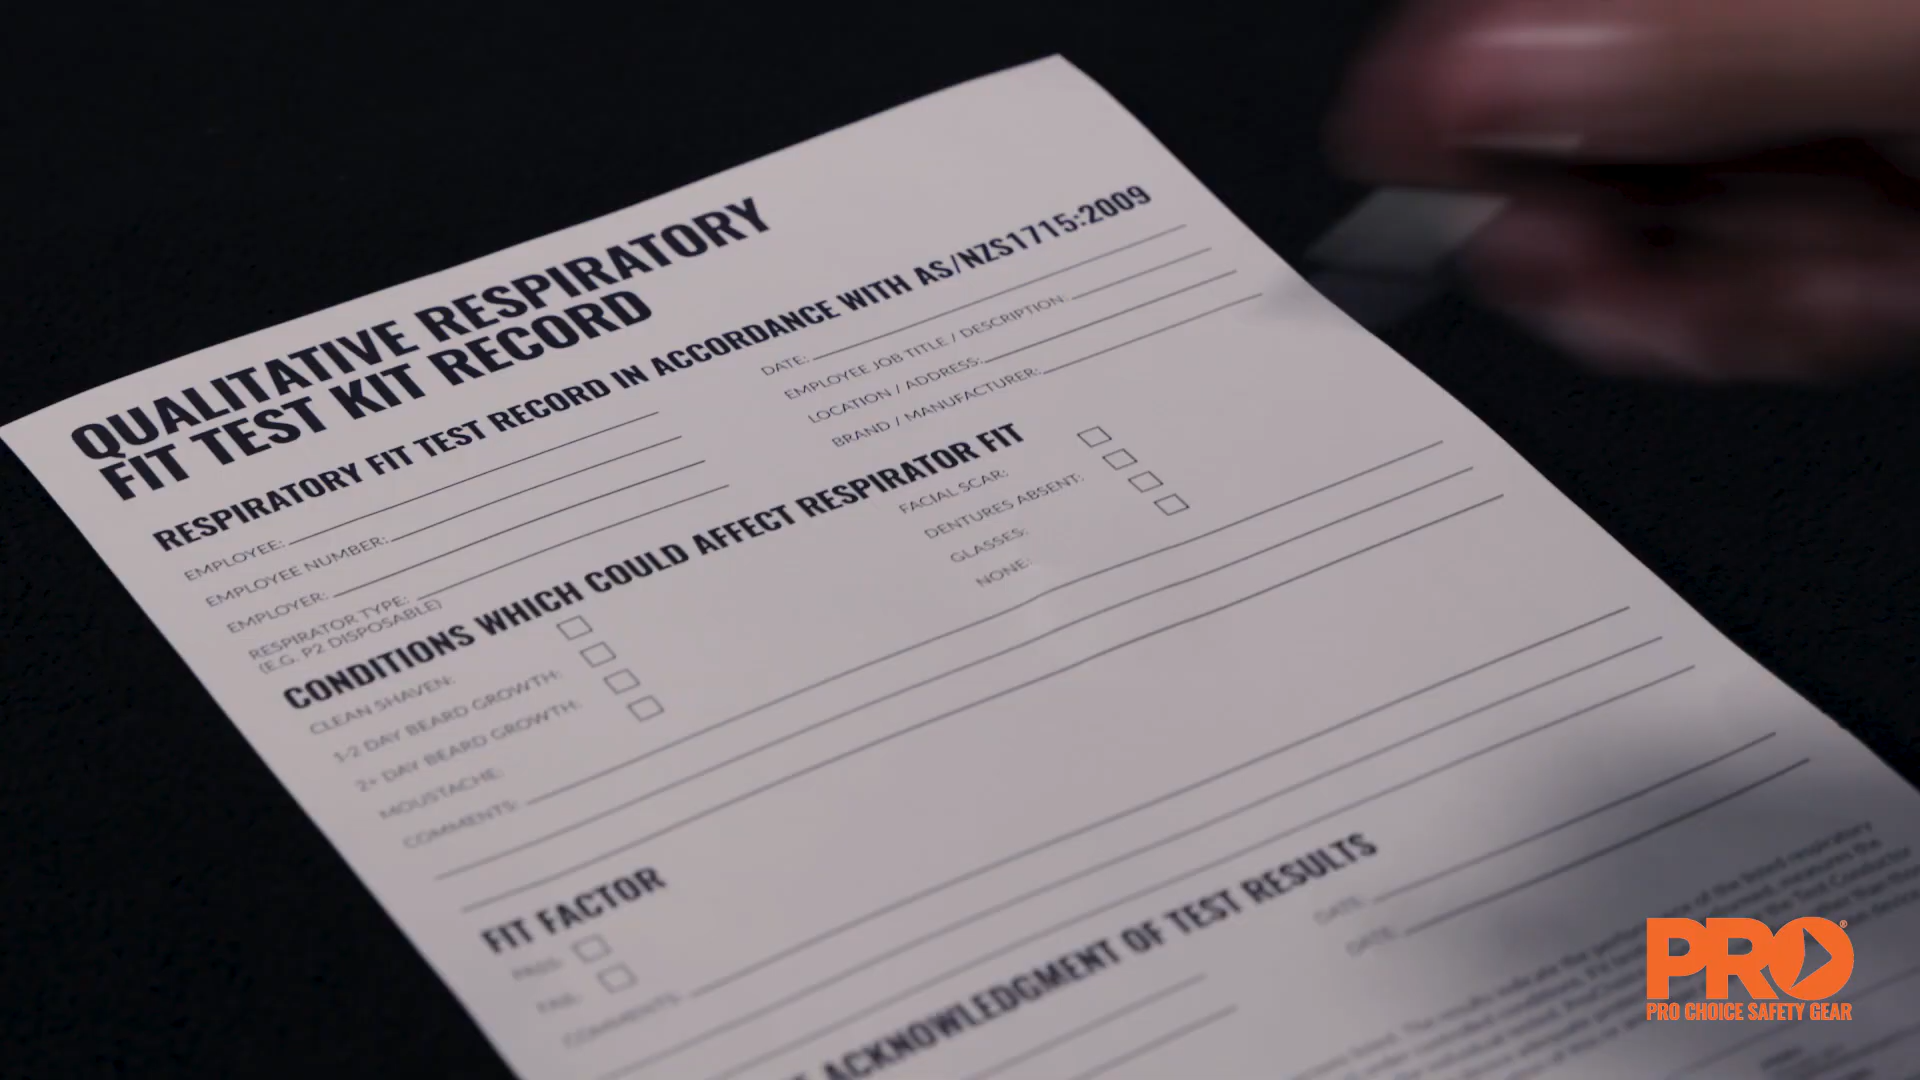 QUALITATIVE RESPIRATORY
FIT TEST KIT RECORD
RESPIRATORY FIT TEST RECORD IN ACCORDANCE WITH AS/NZS1715:2009
EMPLOYEE:
EMPLOYEE NUMBER:
EMPLOYER:
RESPIRATOR TYPE:
(E.G. P2 DISPOSABLE)
DATE:
EMPLOYEE JOB TITLE / DESCRIPTION:
LOCATION / ADDRESS:
BRAND / MANUFACTURER:
CONDITIONS WHICH COULD AFFECT RESPIRATOR FIT
CLEAN SHAVEN:
1-2 DAY BEARD GROWTH:
2+ DAY BEARD GROWTH:
MOUSTACHE:
COMMENTS:
FACIAL SCAR:
DENTURES ABSENT:
GLASSES:
NONE:
FIT FACTOR
PASS:
FAIL:
COMMENTS:
ACKNOWLEDGMENT OF TEST RESULTS
DATE:
DATE:
PRO®
PRO CHOICE SAFETY GEAR